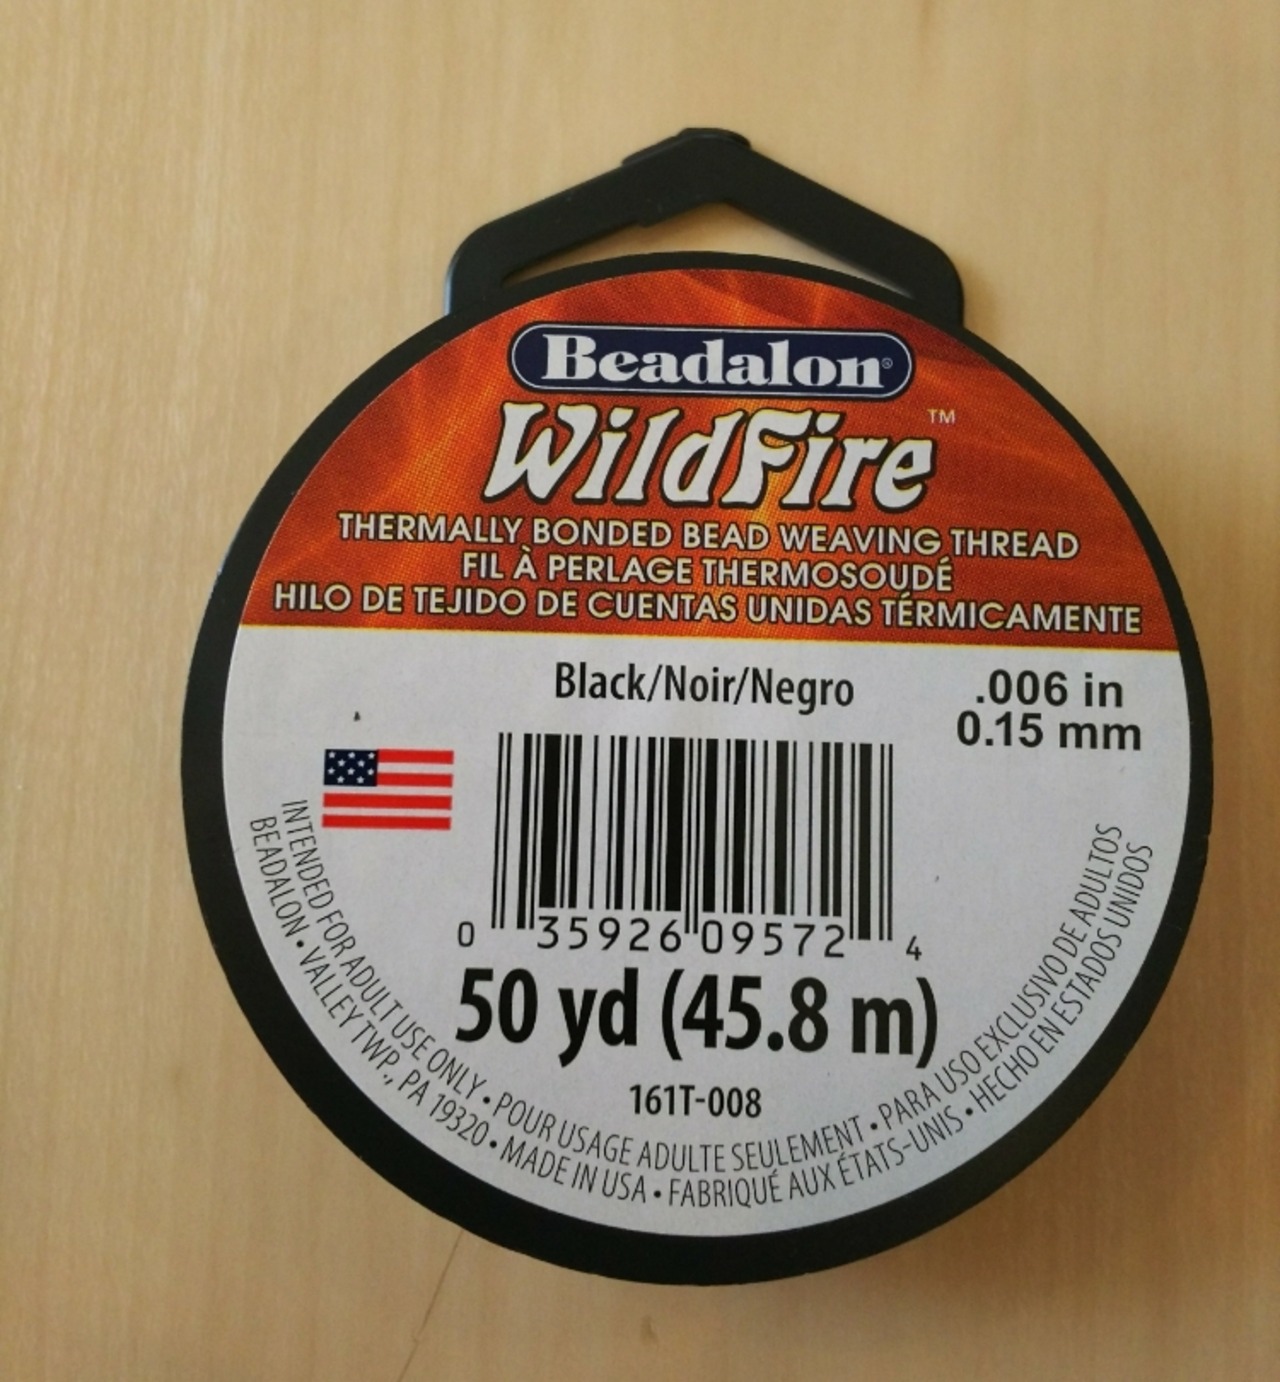 Beadalon®
WildFire™
THERMALLY BONDED BEAD WEAVING THREAD
FIL À PERLAGE THERMOSOUDÉ
HILO DE TEJIDO DE CUENTAS UNIDAS TÉRMICAMENTE
Black/Noir/Negro
.006 in
0.15 mm
0 35926 09572 4
50 yd (45.8 m)
161T-008
INTENDED FOR ADULT USE ONLY • POUR USAGE ADULTE SEULEMENT • PARA USO EXCLUSIVO DE ADULTOS
BEADALON • VALLEY TWP., PA 19320 • MADE IN USA • FABRIQUÉ AUX ÉTATS-UNIS • HECHO EN ESTADOS UNIDOS